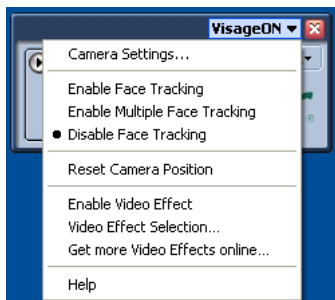 VisageON
Camera Settings...
Enable Face Tracking
Enable Multiple Face Tracking
Disable Face Tracking
Reset Camera Position
Enable Video Effect
Video Effect Selection...
Get more Video Effects online...
Help